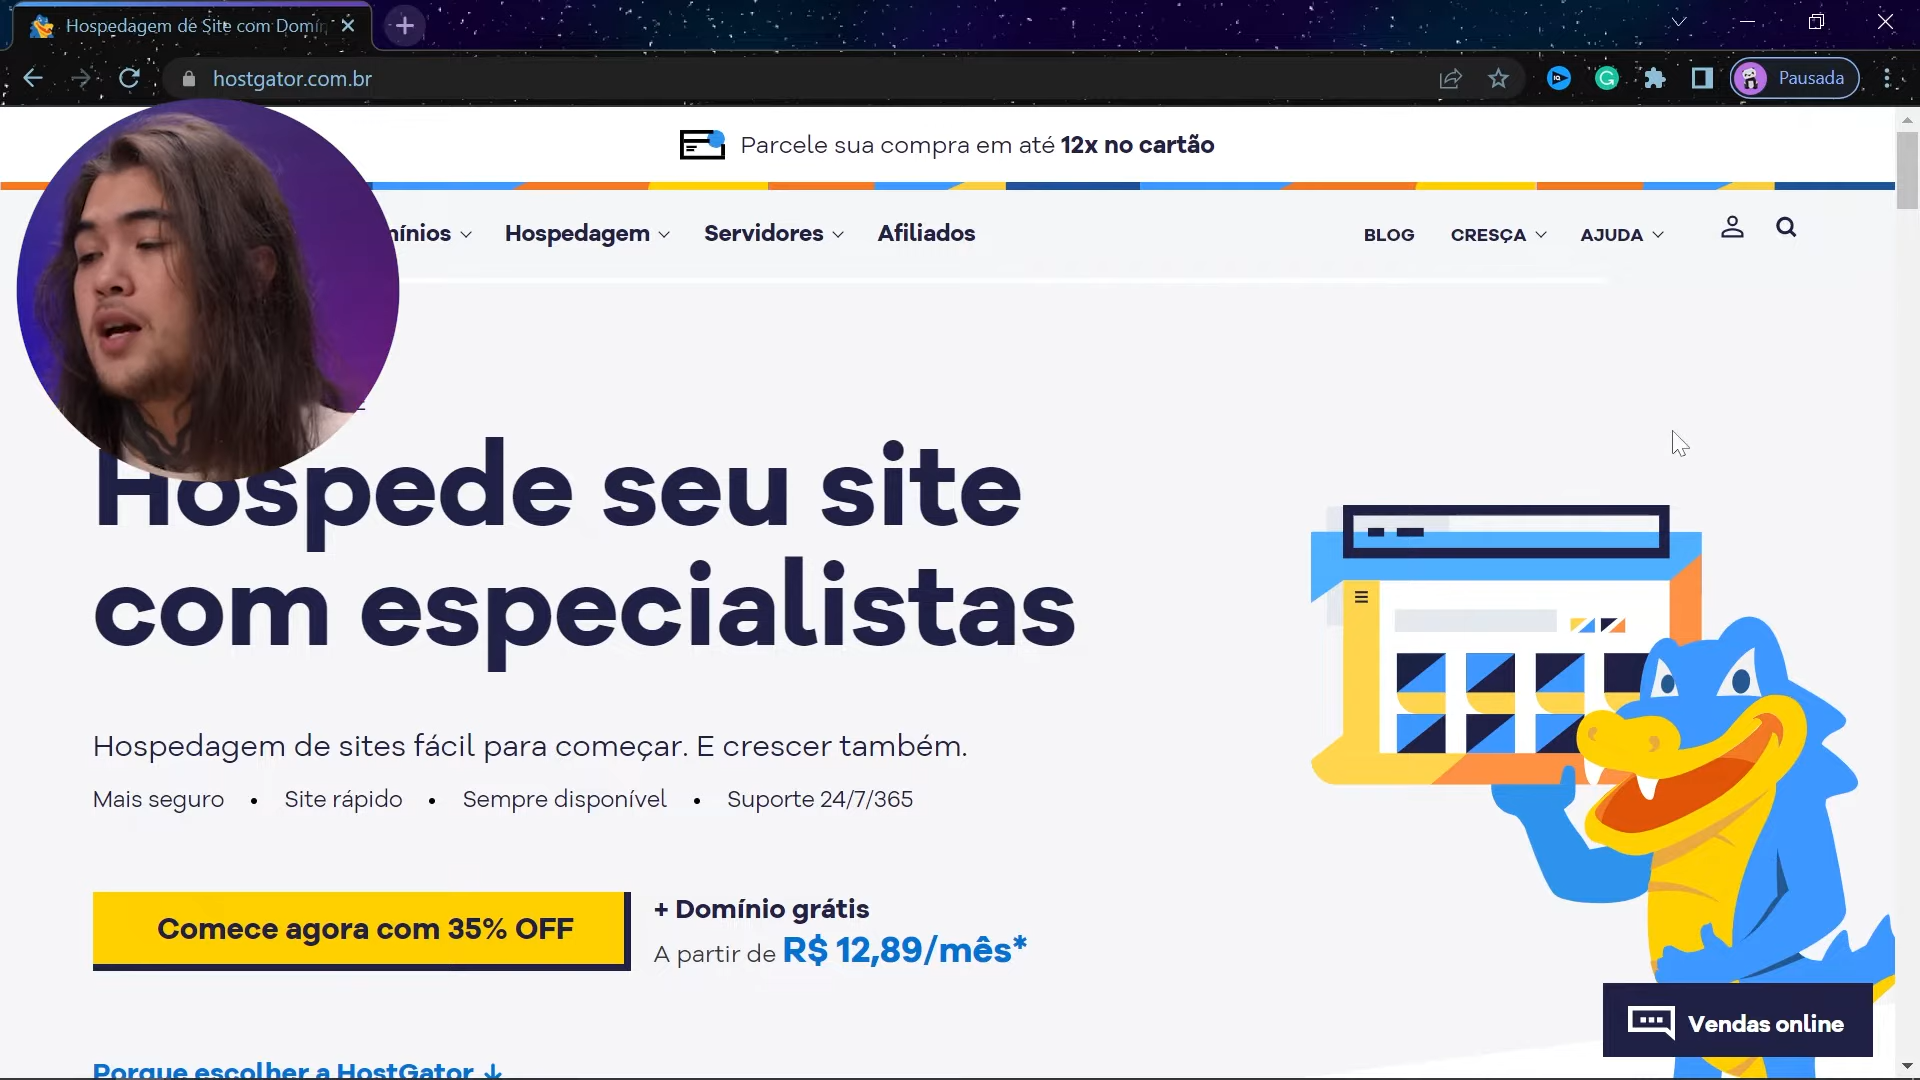 Hospedagem de Site com Domín
hostgator.com.br
Pausada
Parcele sua compra em até 12x no cartão
mínios
Hospedagem
Servidores
Afiliados
BLOG
CRESÇA
AJUDA
Hospede seu site
com especialistas
Hospedagem de sites fácil para começar. E crescer também.
Mais seguro • Site rápido • Sempre disponível • Suporte 24/7/365
Comece agora com 35% OFF
+ Domínio grátis
A partir de R$ 12,89/mês*
Vendas online
Porque escolher a HostGator ↓